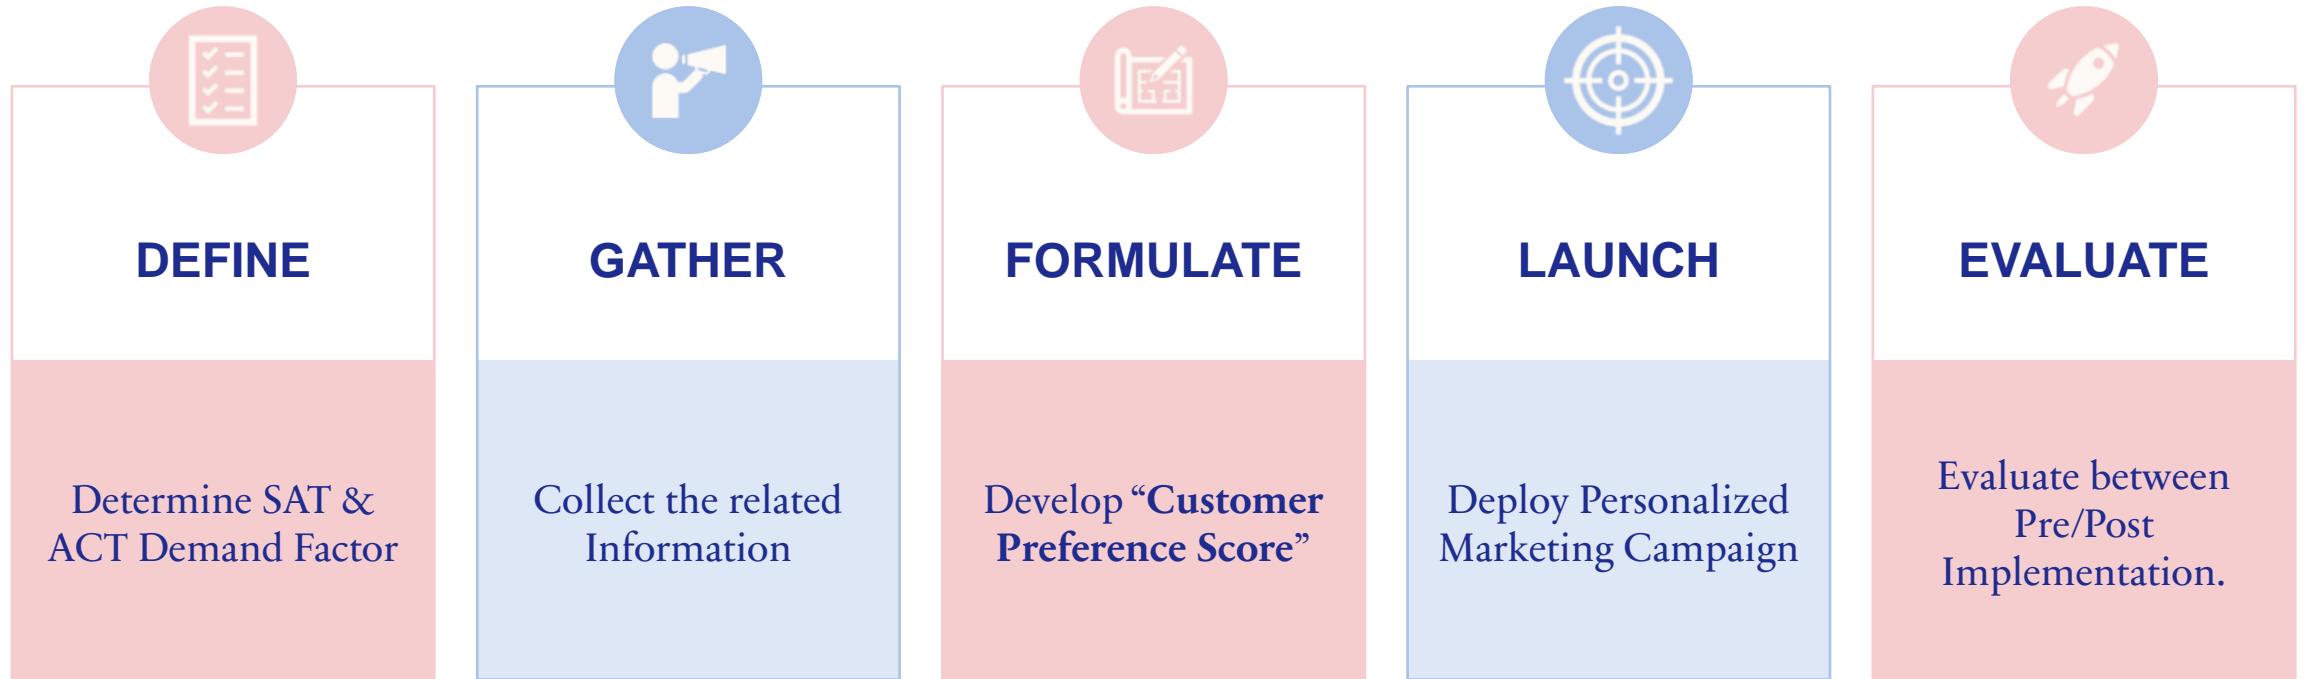 DEFINE
Determine SAT &
ACT Demand Factor
GATHER
Collect the related
Information
FORMULATE
Develop “Customer
Preference Score”
LAUNCH
Deploy Personalized
Marketing Campaign
EVALUATE
Evaluate between
Pre/Post
Implementation.